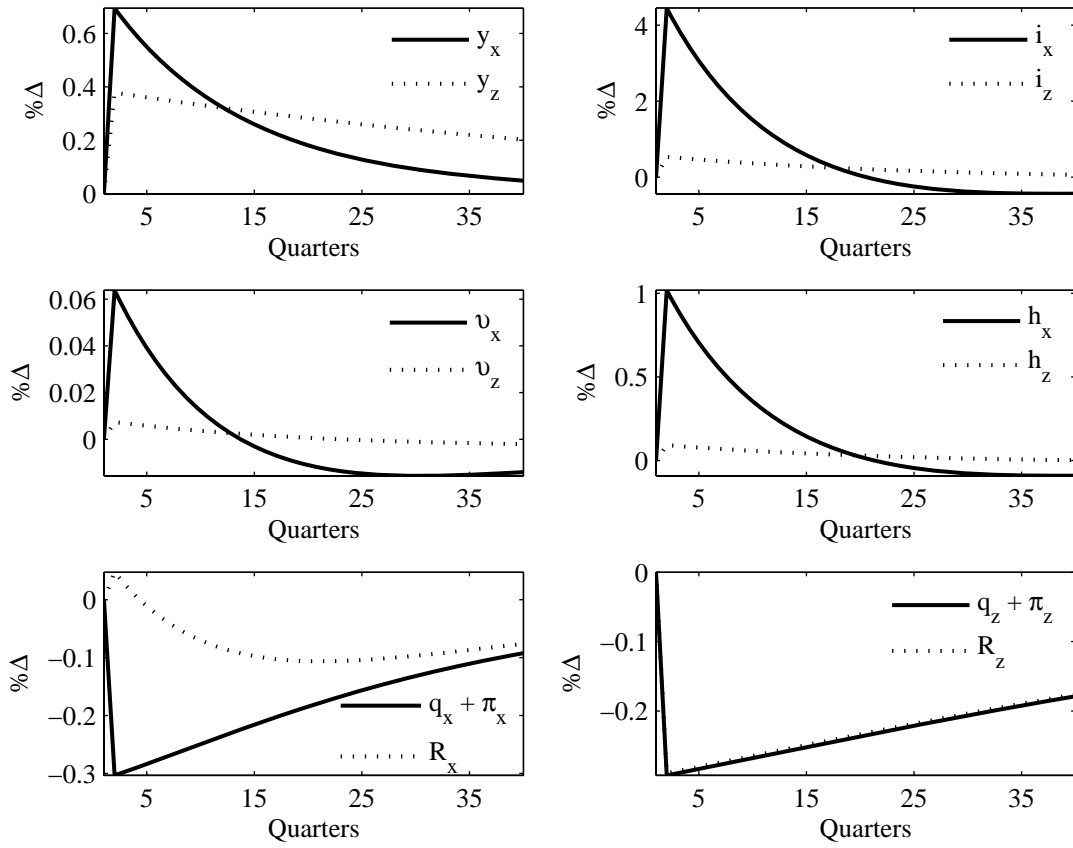 %Δ
0.6
0.4
0.2
0
y_x
y_z
5 15 25 35
Quarters
%Δ
4
2
0
i_x
i_z
5 15 25 35
Quarters
%Δ
0.06
0.04
0.02
0
υ_x
υ_z
5 15 25 35
Quarters
%Δ
1
0.5
0
h_x
h_z
5 15 25 35
Quarters
%Δ
0
−0.1
−0.2
−0.3
q_x + π_x
R_x
5 15 25 35
Quarters
%Δ
0
−0.1
−0.2
q_z + π_z
R_z
5 15 25 35
Quarters